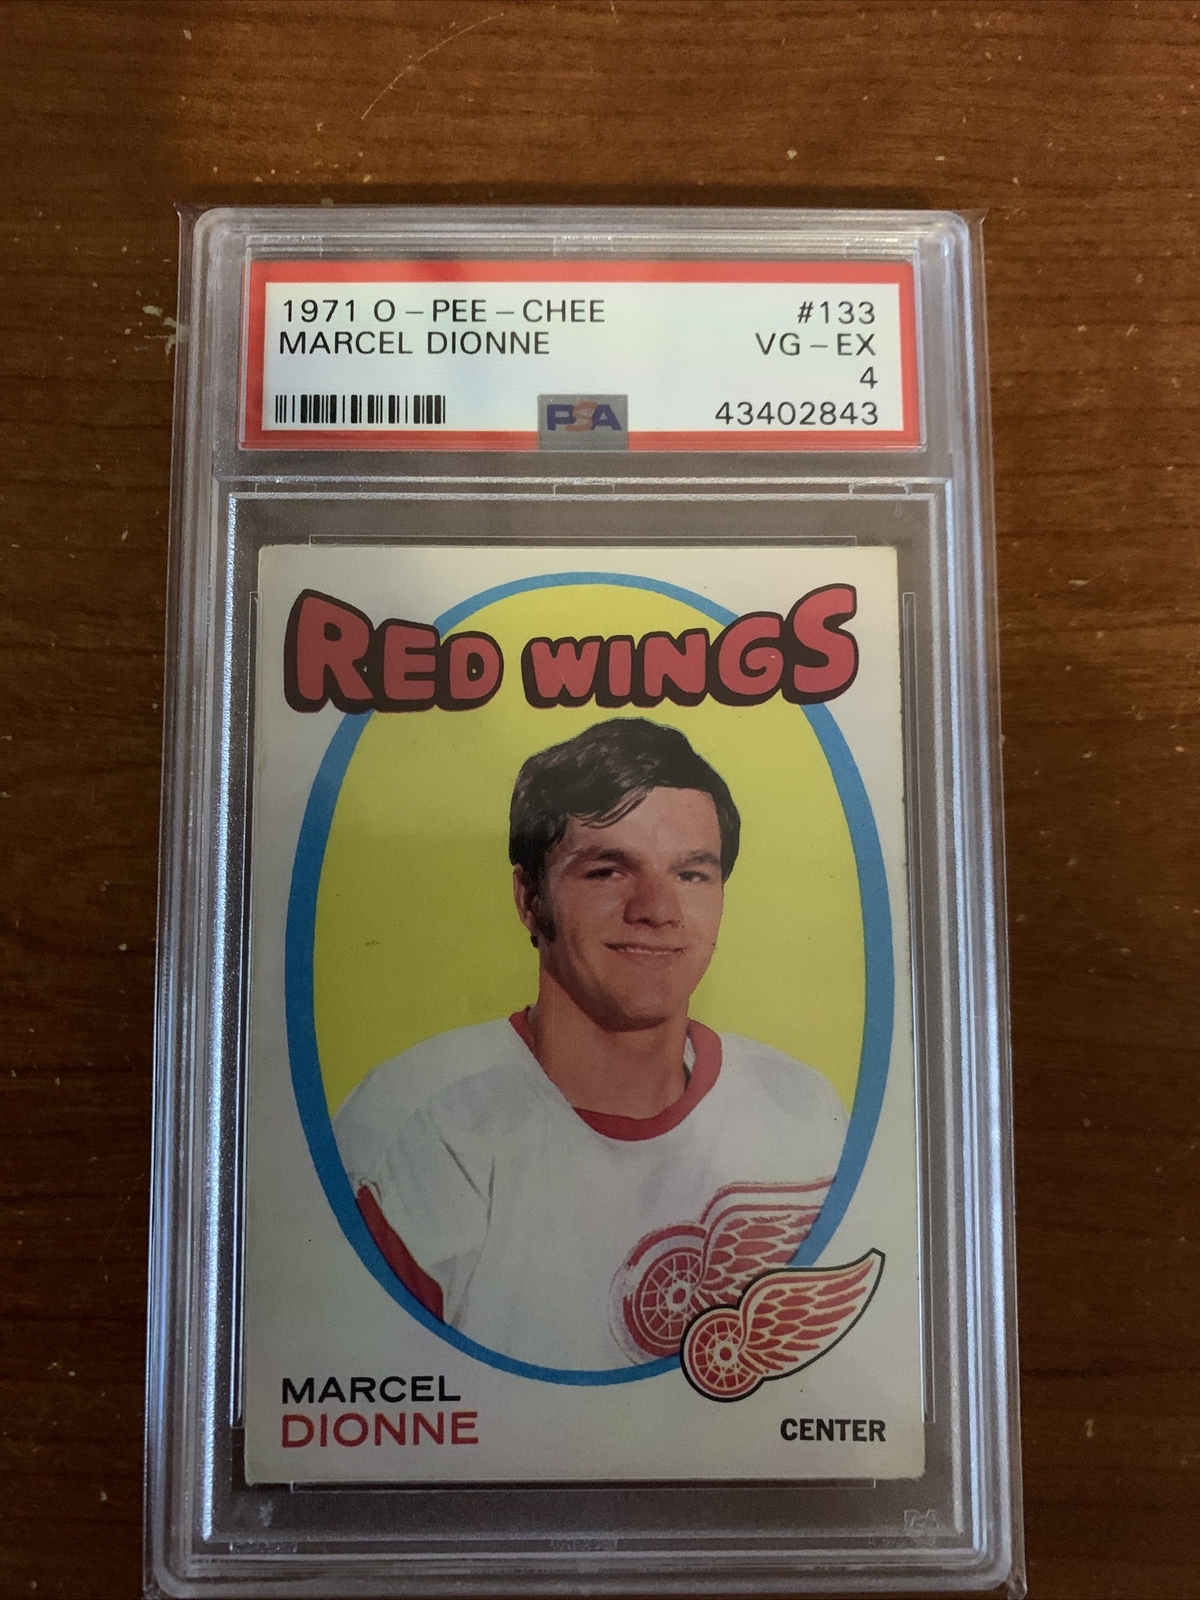 1971 O-PEE-CHEE #133
MARCEL DIONNE VG-EX
4
PSA 43402843
RED WINGS
MARCEL
DIONNE
CENTER